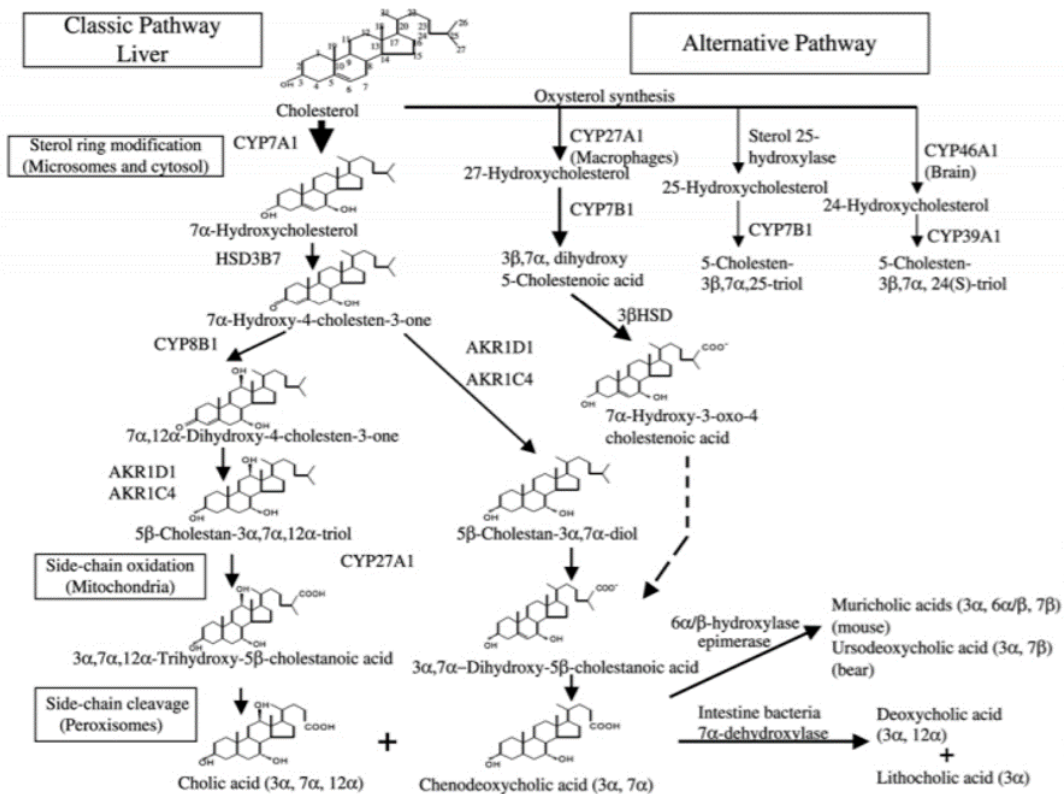 Classic Pathway
Liver
Alternative Pathway
Cholesterol
Oxysterol synthesis
Sterol ring modification
(Microsomes and cytosol)
CYP7A1
7α-Hydroxycholesterol
HSD3B7
7α-Hydroxy-4-cholesten-3-one
CYP8B1
7α,12α-Dihydroxy-4-cholesten-3-one
AKR1D1
AKR1C4
5β-Cholestan-3α,7α,12α-triol
AKR1D1
AKR1C4
5β-Cholestan-3α,7α-diol
CYP27A1
(Macrophages)
27-Hydroxycholesterol
CYP7B1
3β,7α, dihydroxy
5-Cholestenoic acid
3βHSD
COO⁻
OH
OH
7α-Hydroxy-3-oxo-4
cholestenoic acid
Sterol 25-
hydroxylase
25-Hydroxycholesterol
CYP7B1
5-Cholesten-
3β,7α,25-triol
CYP46A1
(Brain)
24-Hydroxycholesterol
CYP39A1
5-Cholesten-
3β,7α, 24(S)-triol
Side-chain oxidation
(Mitochondria)
CYP27A1
COOH
3α,7α,12α-Trihydroxy-5β-cholestanoic acid
COO⁻
3α,7α–Dihydroxy-5β-cholestanoic acid
Side-chain cleavage
(Peroxisomes)
COOH
Cholic acid (3α, 7α, 12α)
+
COOH
Chenodeoxycholic acid (3α, 7α)
6α/β-hydroxylase
epimerase
Muricholic acids (3α, 6α/β, 7β)
(mouse)
Ursodeoxycholic acid (3α, 7β)
(bear)
Intestine bacteria
7α-dehydroxylase
Deoxycholic acid
(3α, 12α)
+
Lithocholic acid (3α)